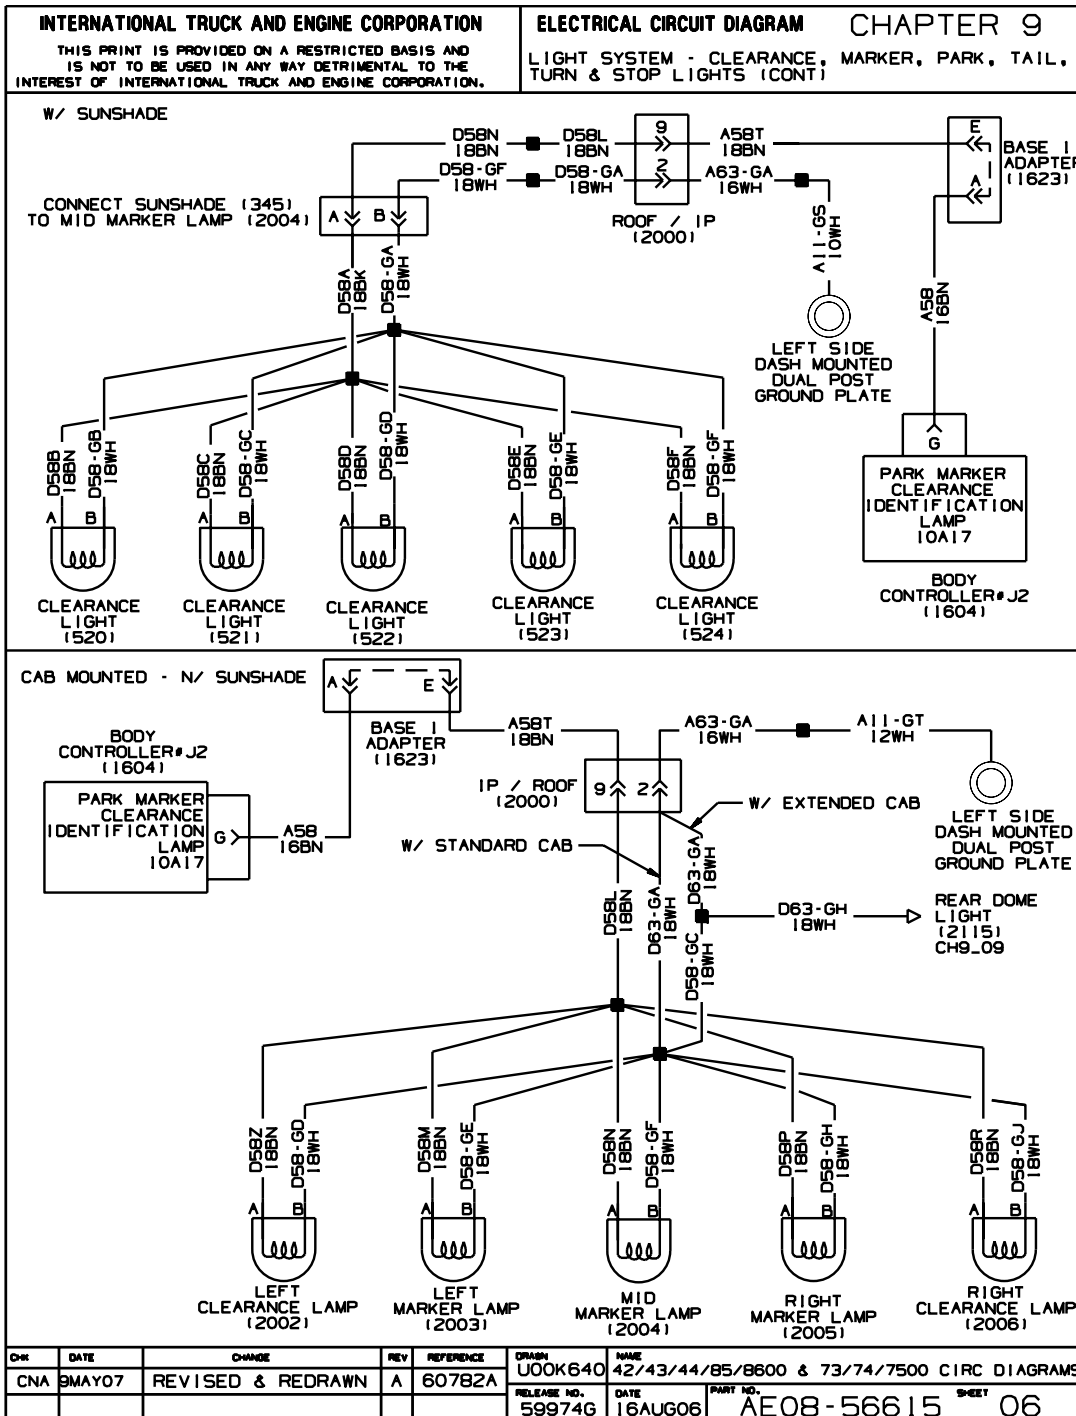 INTERNATIONAL TRUCK AND ENGINE CORPORATION
THIS PRINT IS PROVIDED ON A RESTRICTED BASIS AND
IS NOT TO BE USED IN ANY WAY DETRIMENTAL TO THE
INTEREST OF INTERNATIONAL TRUCK AND ENGINE CORPORATION.
ELECTRICAL CIRCUIT DIAGRAM CHAPTER 9
LIGHT SYSTEM - CLEARANCE, MARKER, PARK, TAIL,
TURN & STOP LIGHTS (CONT)
W/ SUNSHADE
D58N
18BN
D58L
18BN
9
A58T
18BN
E
BASE 1
ADAPTER
(1623)
A
D58-GF
18WH
D58-GA
18WH
2
A63-GA
16WH
ROOF / IP
(2000)
CONNECT SUNSHADE (345)
TO MID MARKER LAMP (2004)
A B
D58A
18BK
D58-GA
18WH
A11-GS
10WH
A58
16BN
LEFT SIDE
DASH MOUNTED
DUAL POST
GROUND PLATE
G
PARK MARKER
CLEARANCE
IDENTIFICATION
LAMP
10A17
BODY
CONTROLLER#J2
(1604)
D58B
18BN
D58-GB
18WH
D58C
18BN
D58-GC
18WH
D58D
18BN
D58-GD
18WH
D58E
18BN
D58-GE
18WH
D58F
18BN
D58-GF
18WH
A B A B A B A B A B
CLEARANCE
LIGHT
(520)
CLEARANCE
LIGHT
(521)
CLEARANCE
LIGHT
(522)
CLEARANCE
LIGHT
(523)
CLEARANCE
LIGHT
(524)
CAB MOUNTED - N/ SUNSHADE
A E
BASE 1
ADAPTER
(1623)
A58T
18BN
A63-GA
16WH
A11-GT
12WH
BODY
CONTROLLER#J2
(1604)
PARK MARKER
CLEARANCE
IDENTIFICATION
LAMP
10A17
G
A58
16BN
IP / ROOF
(2000)
9 2
W/ EXTENDED CAB
W/ STANDARD CAB
LEFT SIDE
DASH MOUNTED
DUAL POST
GROUND PLATE
D58L
18BN
D63-GA
18WH
D63-GA
18WH
D58-GC
18WH
D63-GH
18WH
REAR DOME
LIGHT
(2115)
CH9_09
D58Z
18BN
D58-GD
18WH
D58M
18BN
D58-GE
18WH
D58N
18BN
D58-GF
18WH
D58P
18BN
D58-GH
18WH
D58R
18BN
D58-GJ
18WH
A B A B A B A B A B
LEFT
CLEARANCE LAMP
(2002)
LEFT
MARKER LAMP
(2003)
MID
MARKER LAMP
(2004)
RIGHT
MARKER LAMP
(2005)
RIGHT
CLEARANCE LAMP
(2006)
CHK DATE CHANGE REV REFERENCE
CNA 9MAY07 REVISED & REDRAWN A 60782A
DRAWN
U00K640
NAME
42/43/44/85/8600 & 73/74/7500 CIRC DIAGRAMS
RELEASE NO.
59974G
DATE
16AUG06
PART NO.
AE08-56615
SHEET
06